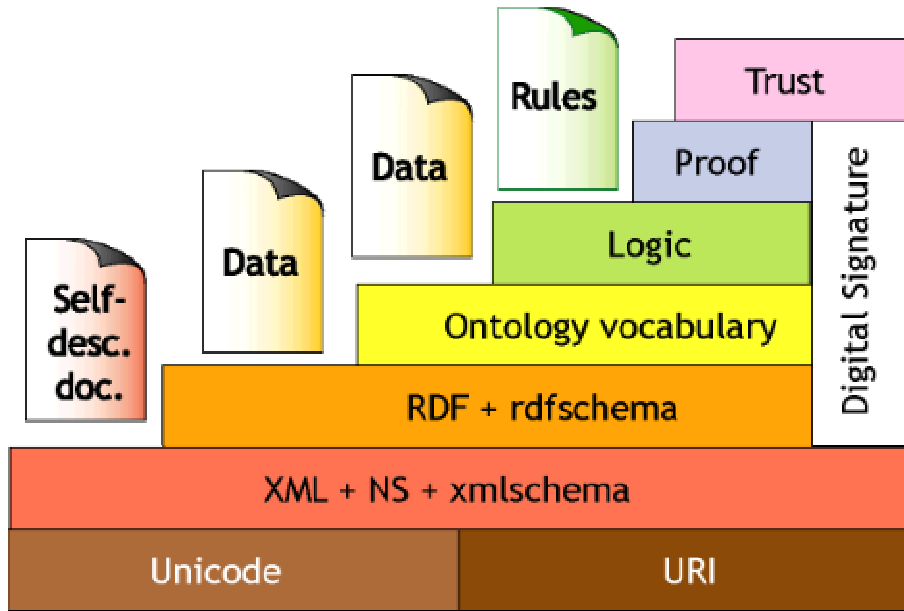 Rules
Trust
Data
Proof
Data
Logic
Self-
desc.
doc.
Ontology vocabulary
Digital Signature
RDF + rdfschema
XML + NS + xmlschema
Unicode
URI